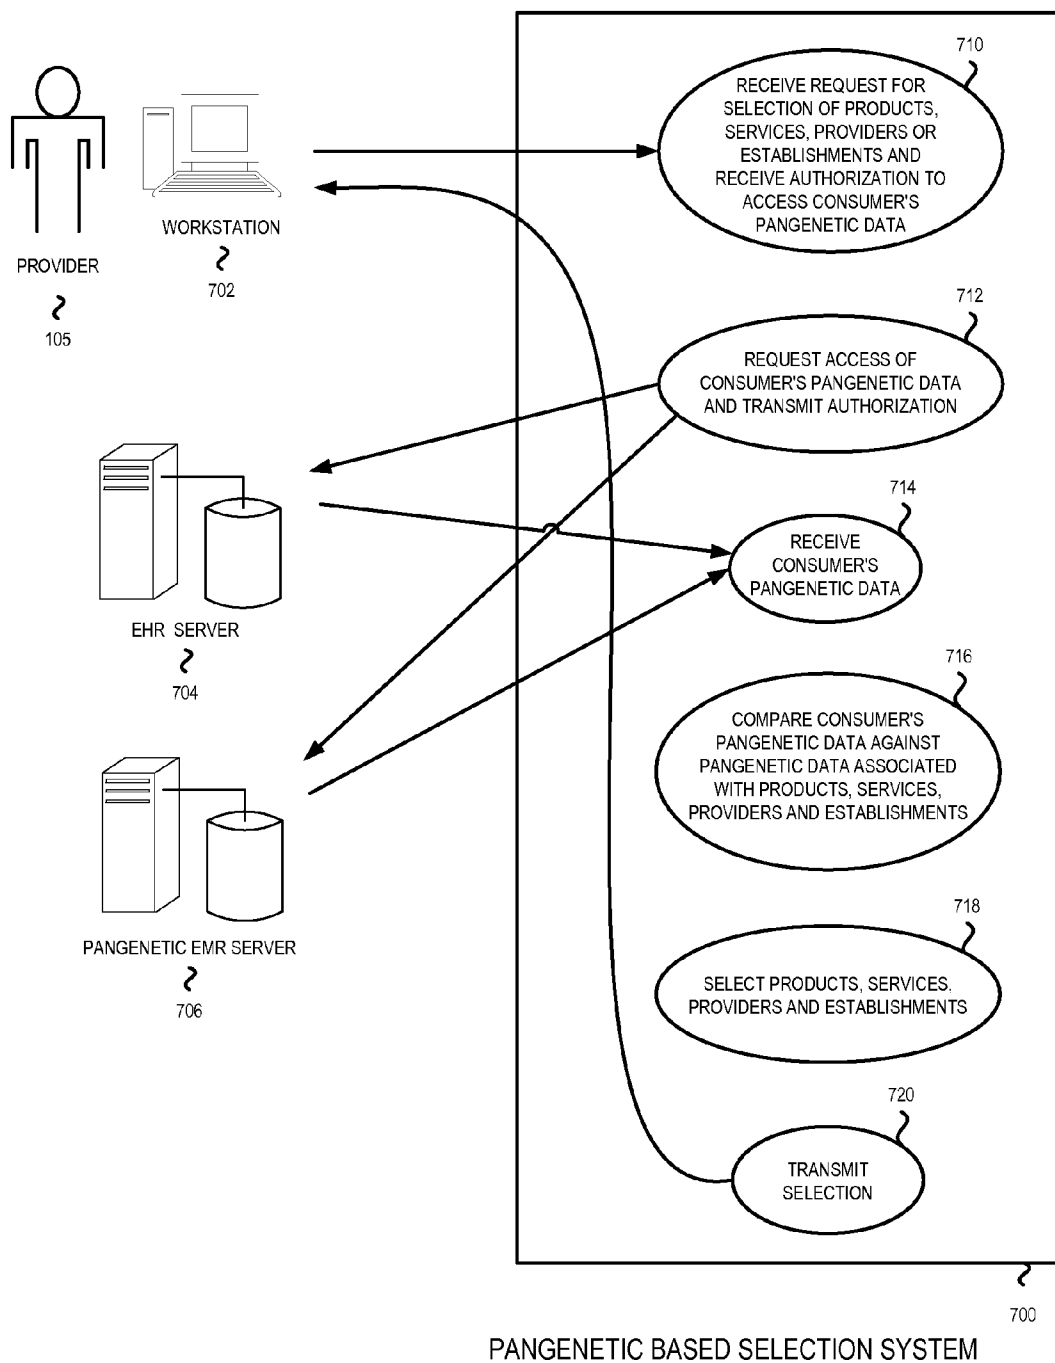 710
RECEIVE REQUEST FOR
SELECTION OF PRODUCTS,
SERVICES, PROVIDERS OR
ESTABLISHMENTS AND
RECEIVE AUTHORIZATION TO
ACCESS CONSUMER'S
PANGENETIC DATA
WORKSTATION
702
PROVIDER
105
712
REQUEST ACCESS OF
CONSUMER'S PANGENETIC DATA
AND TRANSMIT AUTHORIZATION
714
RECEIVE
CONSUMER'S
PANGENETIC DATA
EHR SERVER
704
716
COMPARE CONSUMER'S
PANGENETIC DATA AGAINST
PANGENETIC DATA ASSOCIATED
WITH PRODUCTS, SERVICES,
PROVIDERS AND ESTABLISHMENTS
PANGENETIC EMR SERVER
706
718
SELECT PRODUCTS, SERVICES,
PROVIDERS AND ESTABLISHMENTS
720
TRANSMIT
SELECTION
700
PANGENETIC BASED SELECTION SYSTEM